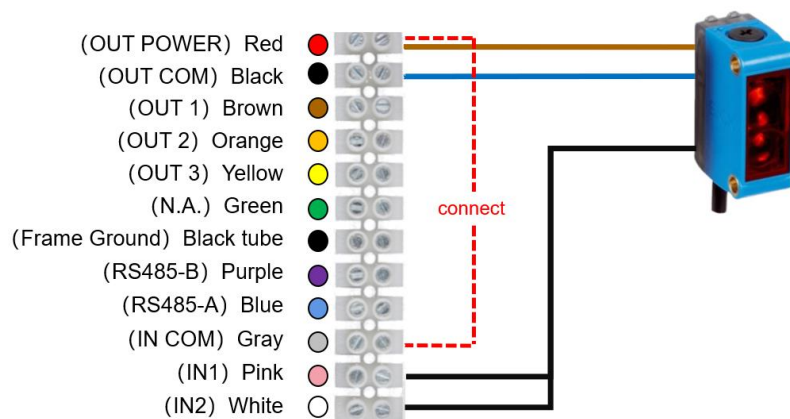 (OUT POWER) Red
(OUT COM) Black
(OUT 1) Brown
(OUT 2) Orange
(OUT 3) Yellow
(N.A.) Green
connect
(Frame Ground) Black tube
(RS485-B) Purple
(RS485-A) Blue
(IN COM) Gray
(IN1) Pink
(IN2) White